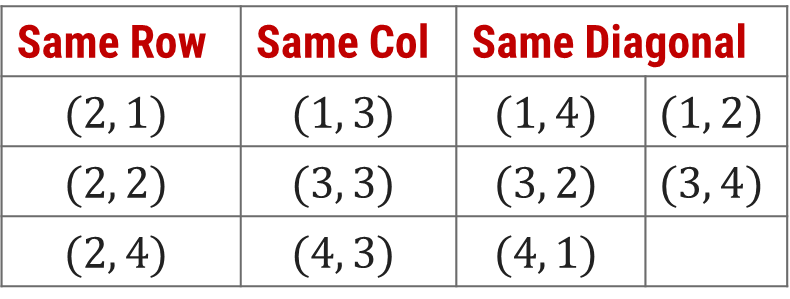 Same Row Same Col Same Diagonal
(2, 1) (1, 3) (1, 4) (1, 2)
(2, 2) (3, 3) (3, 2) (3, 4)
(2, 4) (4, 3) (4, 1)